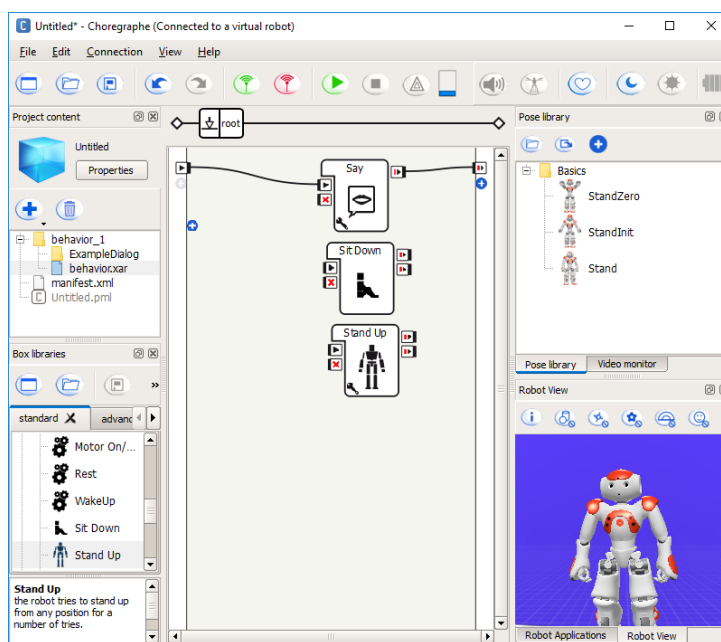 Untitled* - Choregraphe (Connected to a virtual robot)
File Edit Connection View Help
Project content
Untitled
Properties
behavior_1
ExampleDialog
behavior.xar
manifest.xml
Untitled.pml
Box libraries
standard
advanc
Motor On/...
Rest
WakeUp
Sit Down
Stand Up
Stand Up
the robot tries to stand up
from any position for a
number of tries.
root
Say
Sit Down
Stand Up
Pose library
Basics
StandZero
StandInit
Stand
Pose library Video monitor
Robot View
Robot Applications Robot View